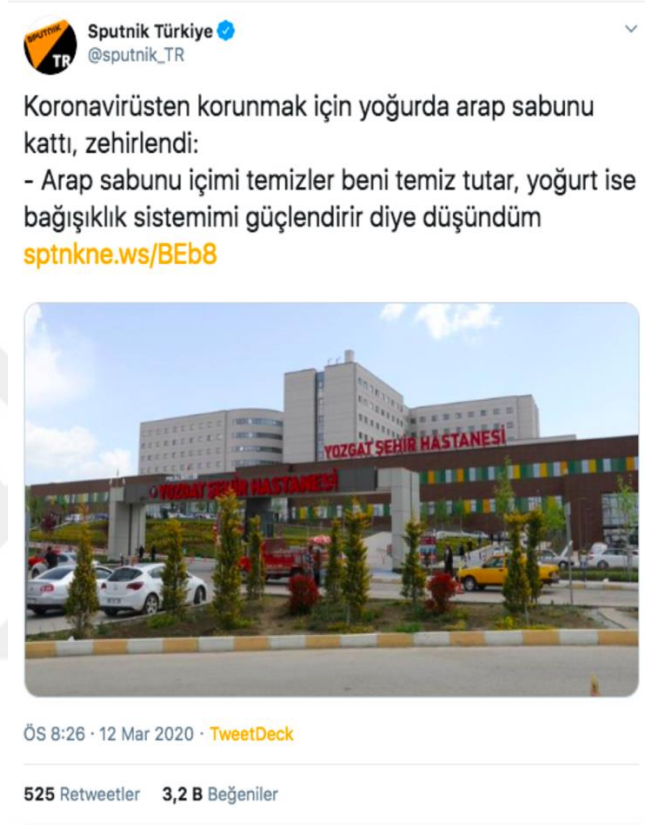 SPUTNIK
TR
Sputnik Türkiye
@sputnik_TR
Koronavirüsten korunmak için yoğurda arap sabunu
kattı, zehirlendi:
- Arap sabunu içimi temizler beni temiz tutar, yoğurt ise
bağışıklık sistemimi güçlendirir diye düşündüm
sptnkne.ws/BEb8
YOZGAT ŞEHİR HASTANESİ
YOZGAT ŞEHİR HASTANESİ
ÖS 8:26 · 12 Mar 2020 · TweetDeck
525 Retweetler 3,2 B Beğeniler